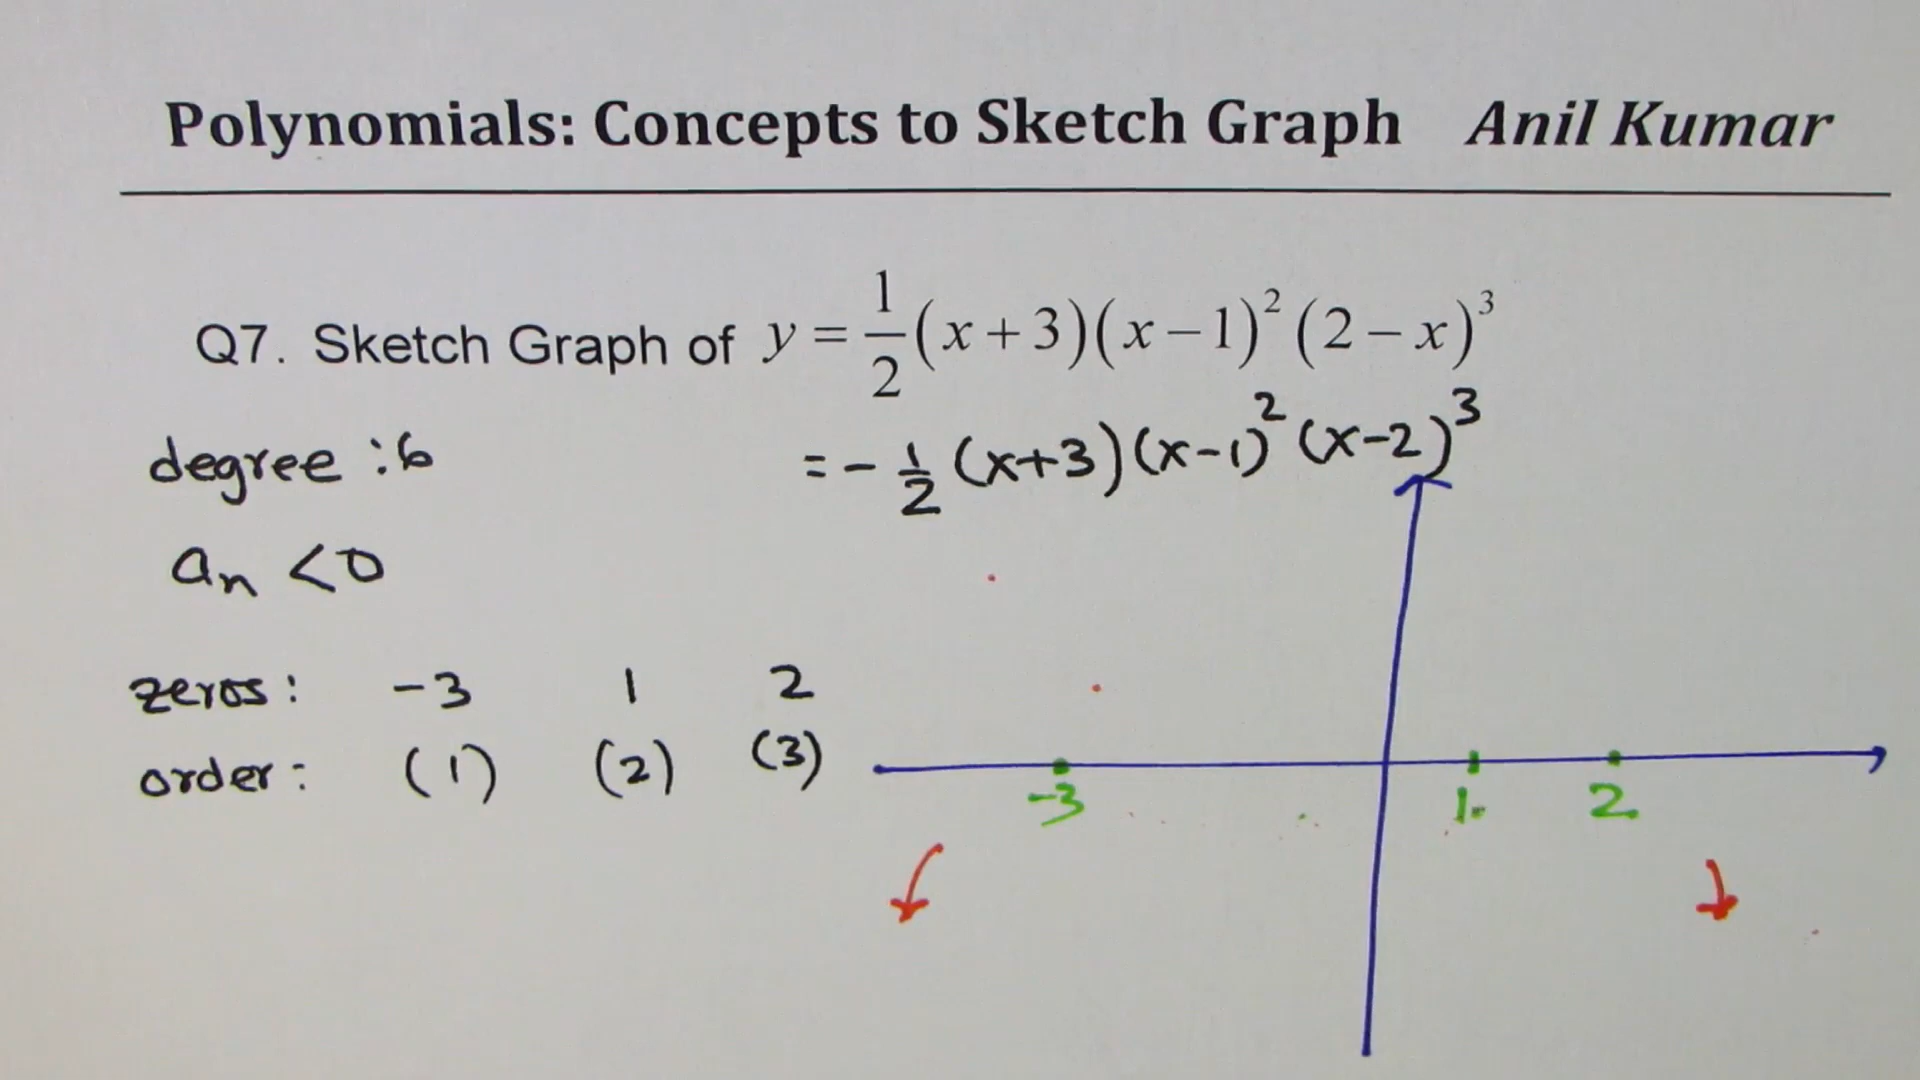 Polynomials: Concepts to Sketch Graph Anil Kumar
Q7. Sketch Graph of y = 1/2 (x+3)(x−1)² (2−x)³
= − 1/2 (x+3)(x−1)² (x−2)³
degree : 6
aₙ < 0
zeros : −3 1 2
order : (1) (2) (3)
−3 1 2